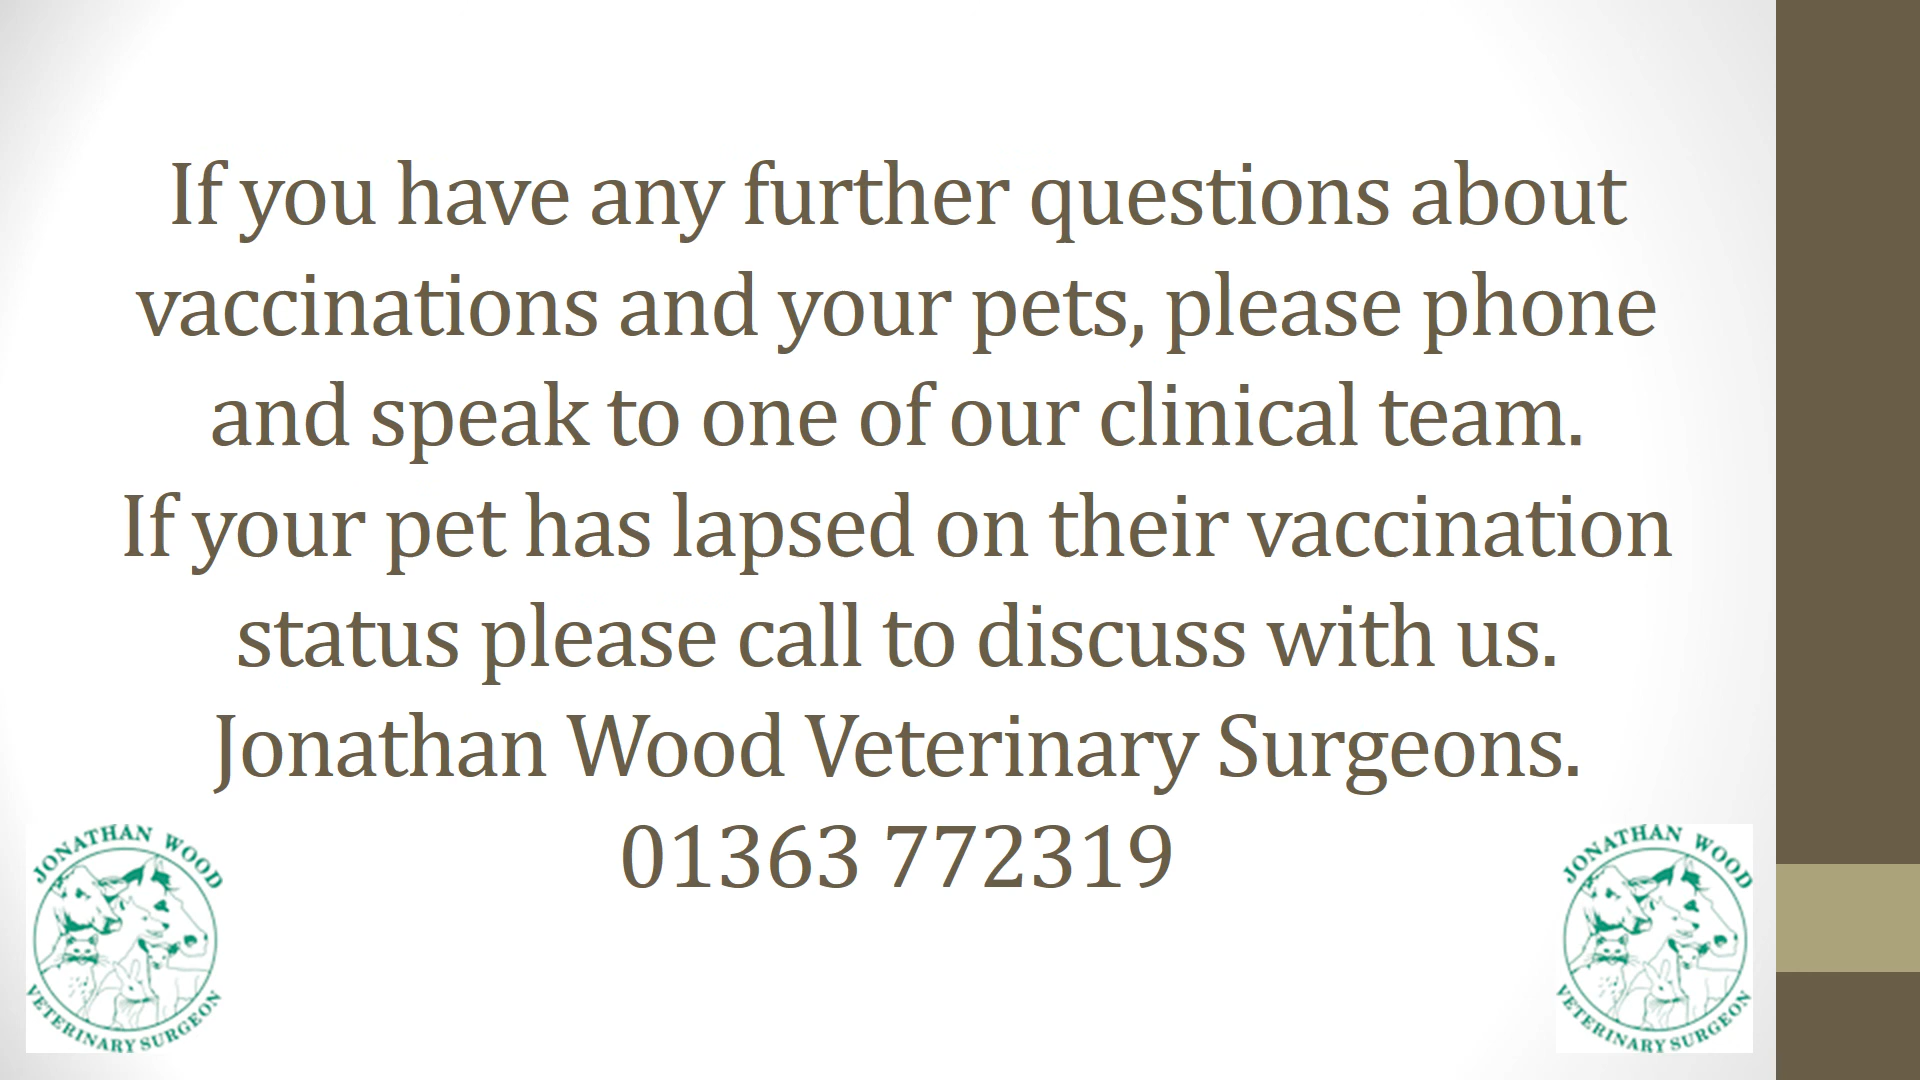 If you have any further questions about
vaccinations and your pets, please phone
and speak to one of our clinical team.
If your pet has lapsed on their vaccination
status please call to discuss with us.
Jonathan Wood Veterinary Surgeons.
01363 772319
JONATHAN WOOD
VETERINARY SURGEON
JONATHAN WOOD
VETERINARY SURGEON